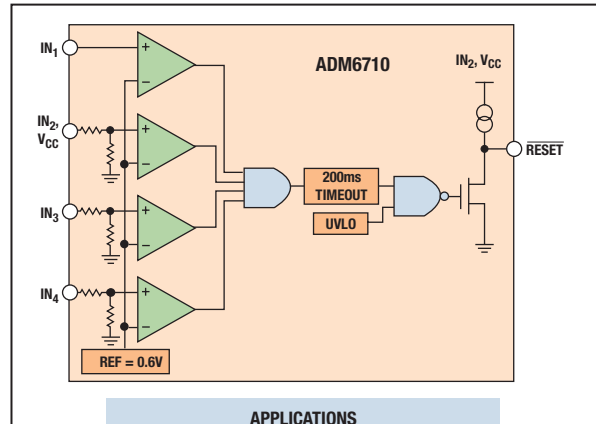 ADM6710
IN1
IN2,
VCC
IN3
IN4
+
−
+
−
+
−
+
−
REF = 0.6V
200ms
TIMEOUT
UVLO
IN2, VCC
RESET
APPLICATIONS